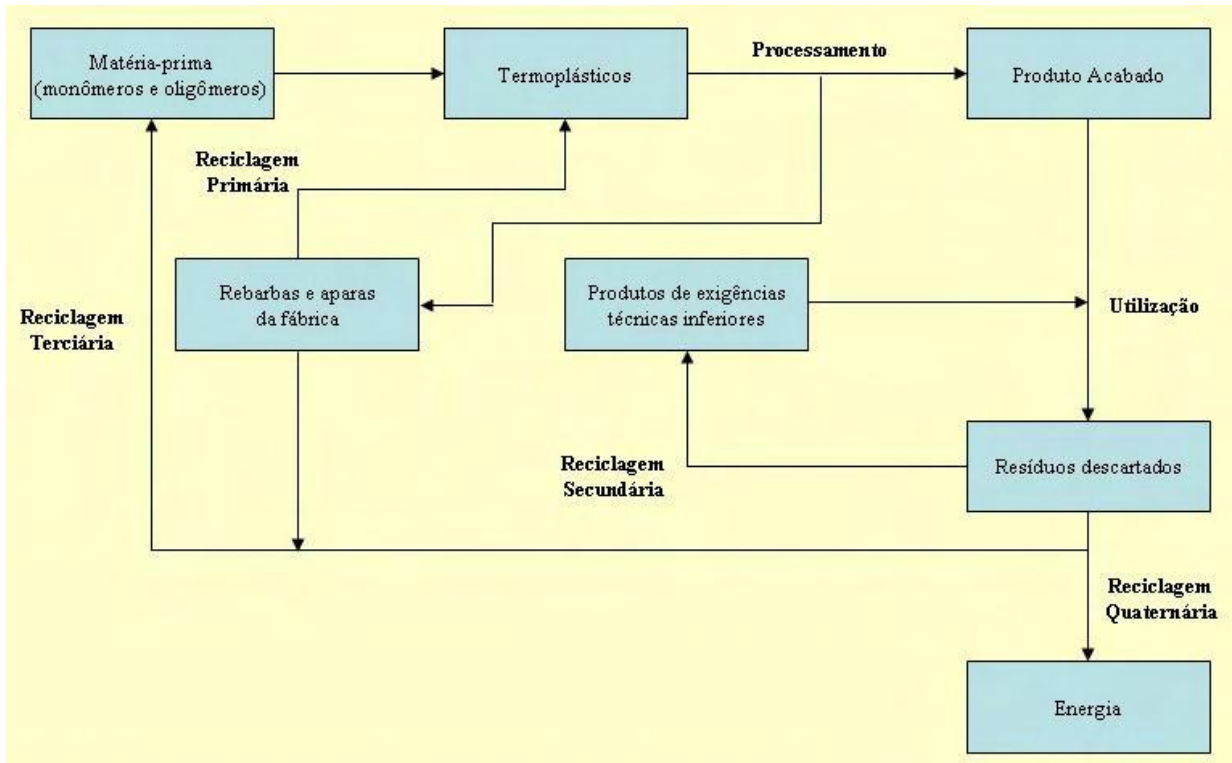 Matéria-prima
(monômeros e oligômeros)
Termoplásticos
Processamento
Produto Acabado
Reciclagem
Primária
Rebarbas e aparas
da fábrica
Produtos de exigências
técnicas inferiores
Utilização
Reciclagem
Terciária
Reciclagem
Secundária
Resíduos descartados
Reciclagem
Quaternária
Energia